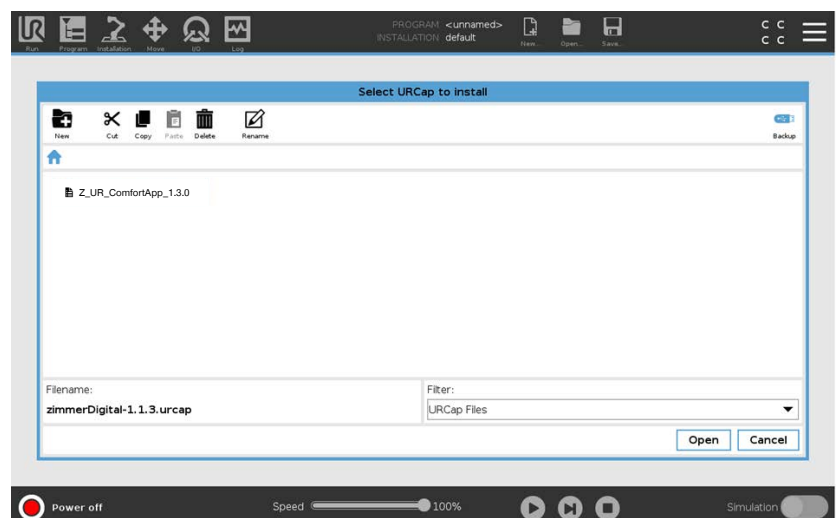 UR
PROGRAM <unnamed>
INSTALLATION default
Run Program Installation Move I/O Log New... Open... Save...
C C
C C
Select URCap to install
New Cut Copy Paste Delete Rename Backup
Z_UR_ComfortApp_1.3.0
Filename: Filter:
zimmerDigital-1.1.3.urcap URCap Files
Open Cancel
Power off Speed 100% Simulation